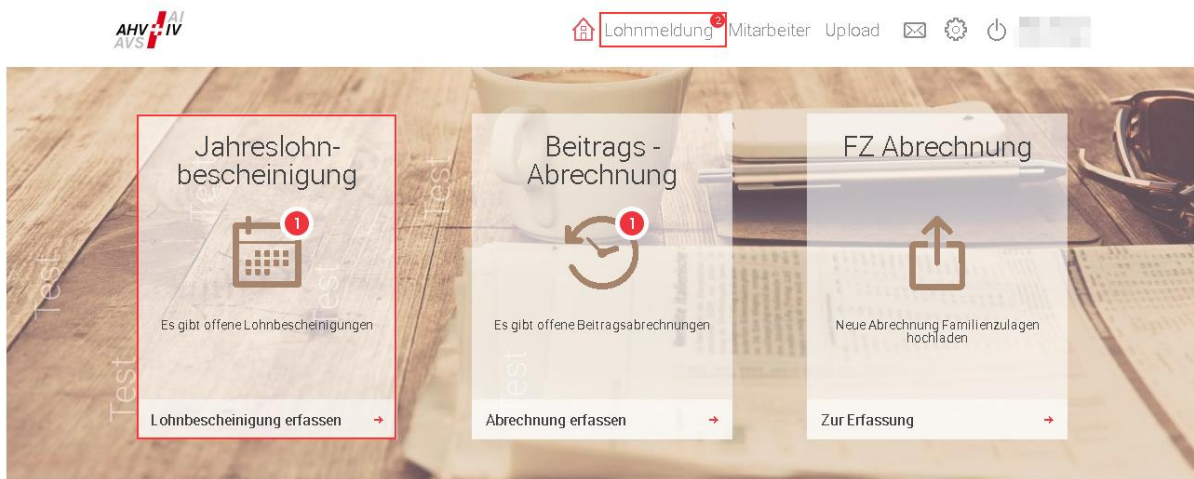 AHV+IV
AI
AVS
Lohnmeldung
2
Mitarbeiter
Upload
Jahreslohn-
bescheinigung
1
Es gibt offene Lohnbescheinigungen
Lohnbescheinigung erfassen
Beitrags -
Abrechnung
1
Es gibt offene Beitragsabrechnungen
Abrechnung erfassen
FZ Abrechnung
Neue Abrechnung Familienzulagen
hochladen
Zur Erfassung
Test
Test
Test
Test
Test
Test